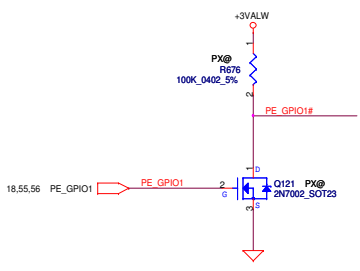 +3VALW
1
PX@
R676
100K_0402_5%
2
PE_GPIO1#
1
D
18,55,56 PE_GPIO1
PE_GPIO1
2
G
Q121 PX@
2N7002_SOT23
3
S